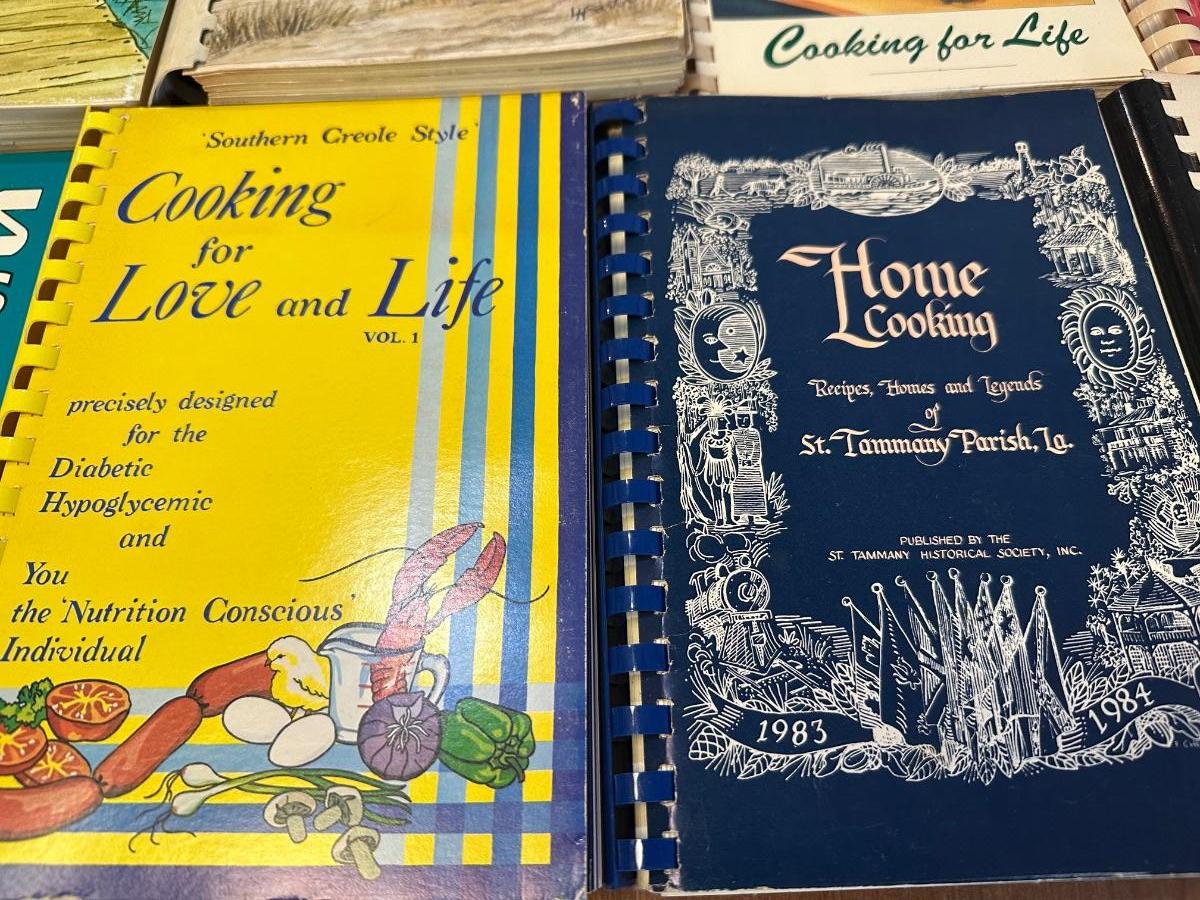 Cooking for Life
'Southern Creole Style'
Cooking
for
Love and Life
VOL. 1
precisely designed
for the
Diabetic
Hypoglycemic
and
You
the 'Nutrition Conscious'
Individual
Home
Cooking
Recipes, Homes and Legends
of
St. Tammany Parish, La.
PUBLISHED BY THE
ST. TAMMANY HISTORICAL SOCIETY, INC.
1983
1984